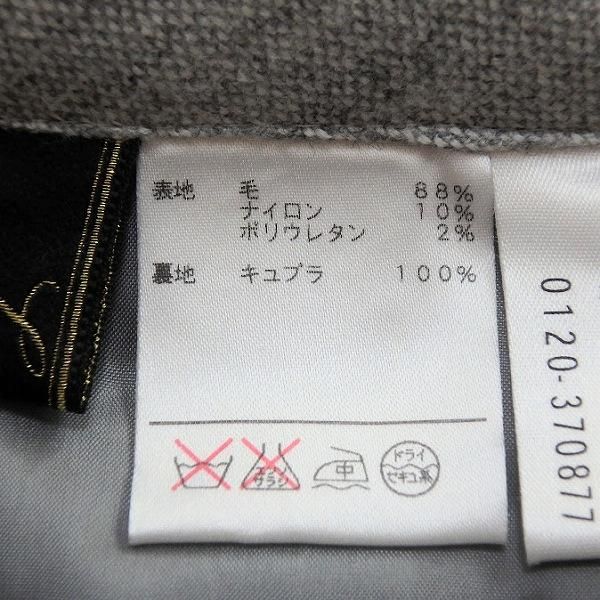 表地 毛 88%
ナイロン 10%
ポリウレタン 2%
裏地 キュプラ 100%
エンソ
サラシ
中
ドライ
セキユ系
0120-370877